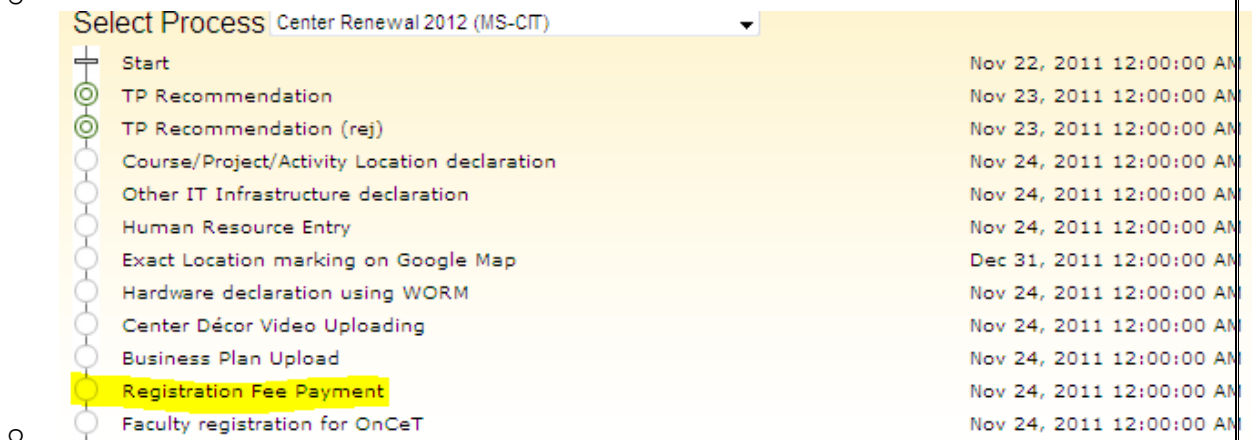 Select Process Center Renewal 2012 (MS-CIT)
Start Nov 22, 2011 12:00:00 AM
TP Recommendation Nov 23, 2011 12:00:00 AM
TP Recommendation (rej) Nov 23, 2011 12:00:00 AM
Course/Project/Activity Location declaration Nov 24, 2011 12:00:00 AM
Other IT Infrastructure declaration Nov 24, 2011 12:00:00 AM
Human Resource Entry Nov 24, 2011 12:00:00 AM
Exact Location marking on Google Map Dec 31, 2011 12:00:00 AM
Hardware declaration using WORM Nov 24, 2011 12:00:00 AM
Center Décor Video Uploading Nov 24, 2011 12:00:00 AM
Business Plan Upload Nov 24, 2011 12:00:00 AM
Registration Fee Payment Nov 24, 2011 12:00:00 AM
Faculty registration for OnCeT Nov 24, 2011 12:00:00 AM